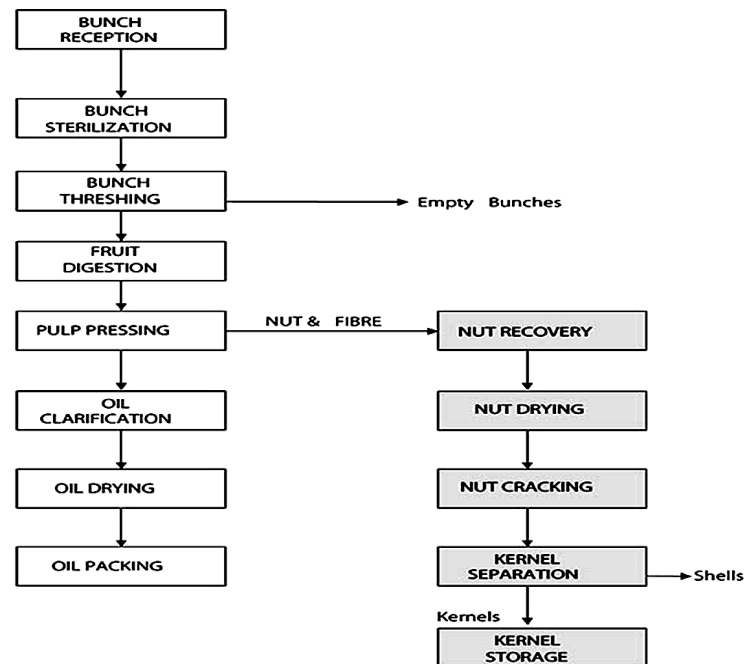 BUNCH
RECEPTION
BUNCH
STERILIZATION
BUNCH
THRESHING
Empty Bunches
FRUIT
DIGESTION
PULP PRESSING
NUT & FIBRE
NUT RECOVERY
OIL
CLARIFICATION
NUT DRYING
OIL DRYING
NUT CRACKING
OIL PACKING
KERNEL
SEPARATION
Shells
Kernels
KERNEL
STORAGE